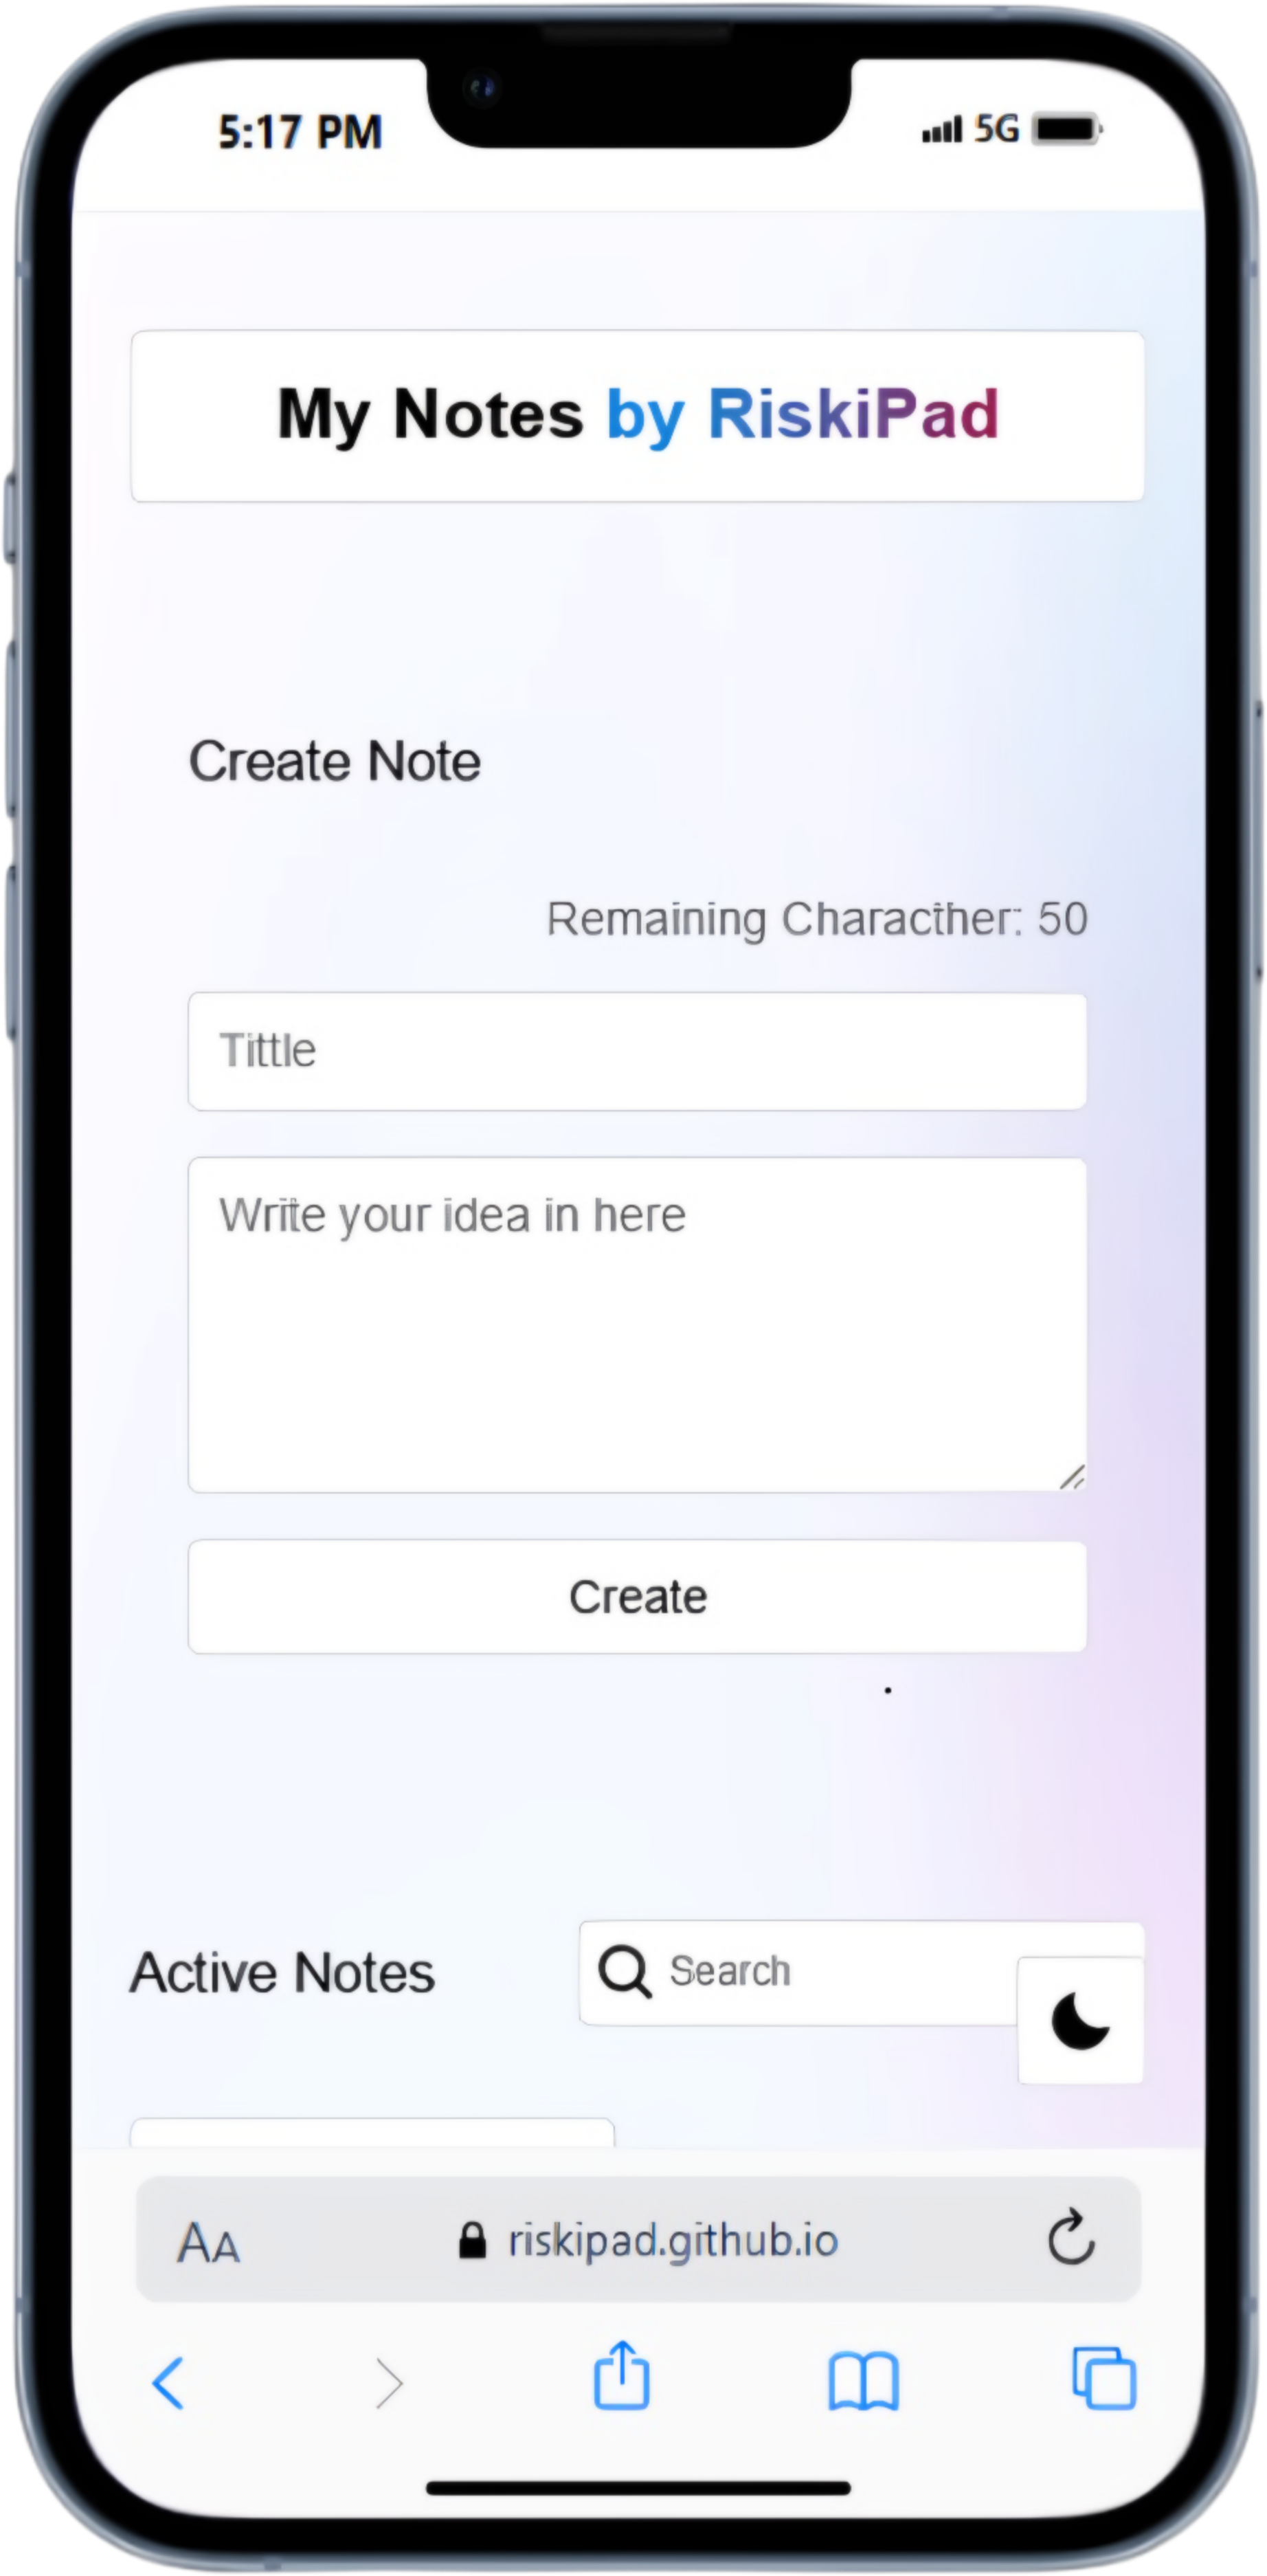 5:17 PM 5G
My Notes by RiskiPad
Create Note
Remaining Characther: 50
Tittle
Write your idea in here
Create
Active Notes
Search
AA riskipad.github.io